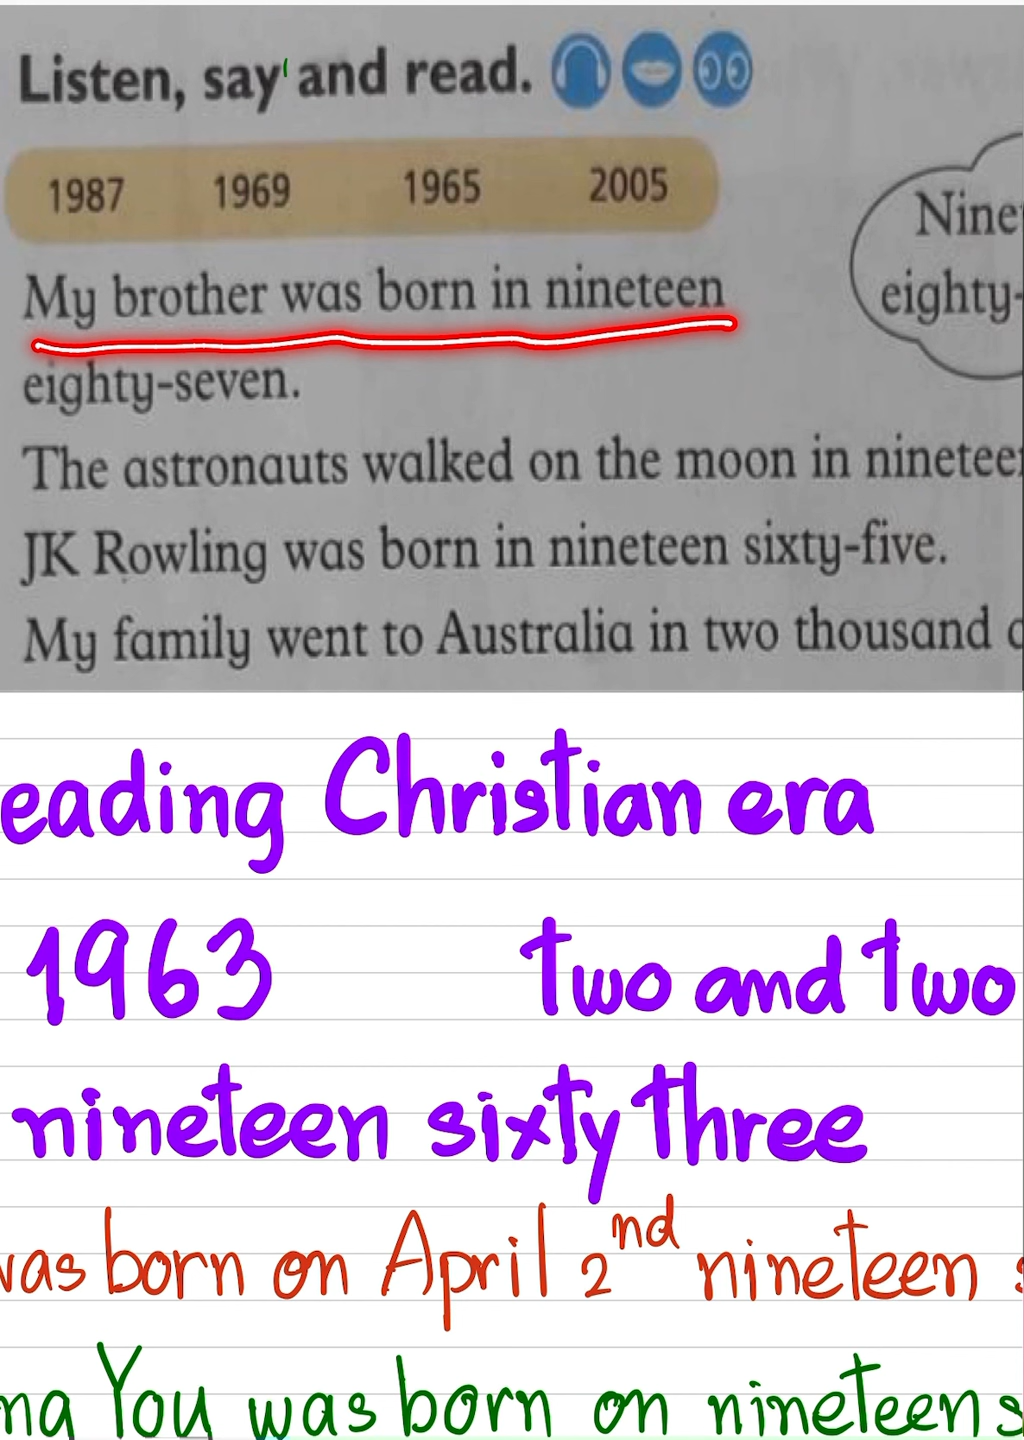 Listen, say and read.
1987 1969 1965 2005
My brother was born in nineteen
eighty-seven.
The astronauts walked on the moon in
JK Rowling was born in nineteen sixty-five.
My family went to Australia in two thousand
eighty-
eading Christian era
1963 two and two
nineteen sixty three
was born on April 2nd nineteen
You was born on nineteen